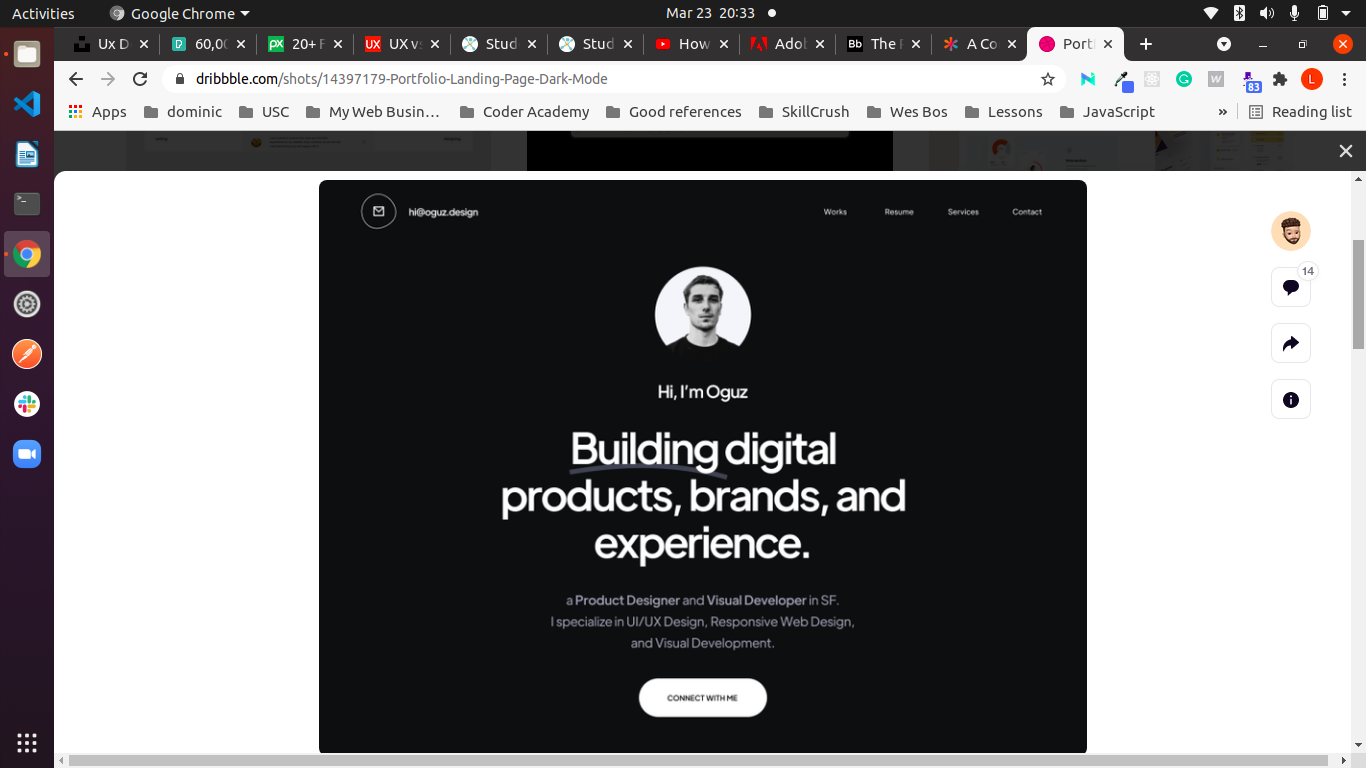 Activities
Google Chrome
Mar 23 20:33
Ux D
60,00
20+ F
UX vs
Stud
Stud
How
Adob
The F
A Co
Portf
dribbble.com/shots/14397179-Portfolio-Landing-Page-Dark-Mode
83
L
Apps
dominic
USC
My Web Busin...
Coder Academy
Good references
SkillCrush
Wes Bos
Lessons
JavaScript
»
Reading list
hi@oguz.design
Works
Resume
Services
Contact
14
Hi, I'm Oguz
Building digital
products, brands, and
experience.
a Product Designer and Visual Developer in SF.
I specialize in UI/UX Design, Responsive Web Design,
and Visual Development.
CONNECT WITH ME